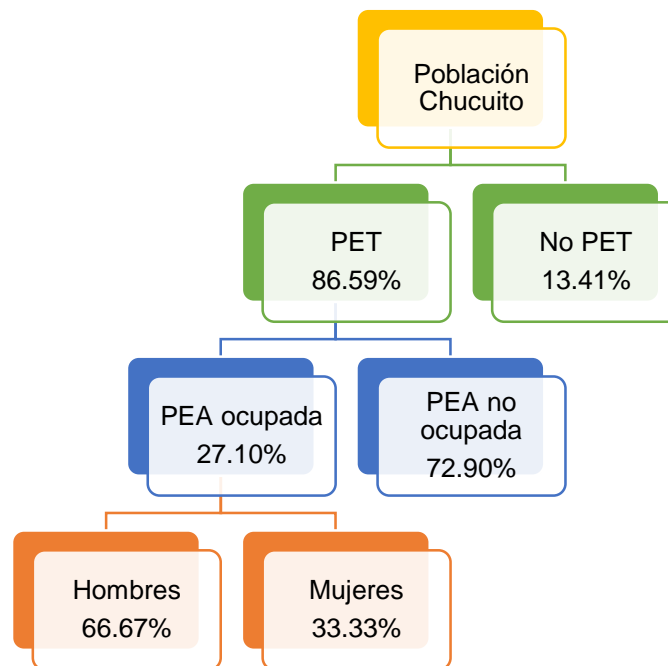 Población
Chucuito
PET
86.59%
No PET
13.41%
PEA ocupada
27.10%
PEA no
ocupada
72.90%
Hombres
66.67%
Mujeres
33.33%